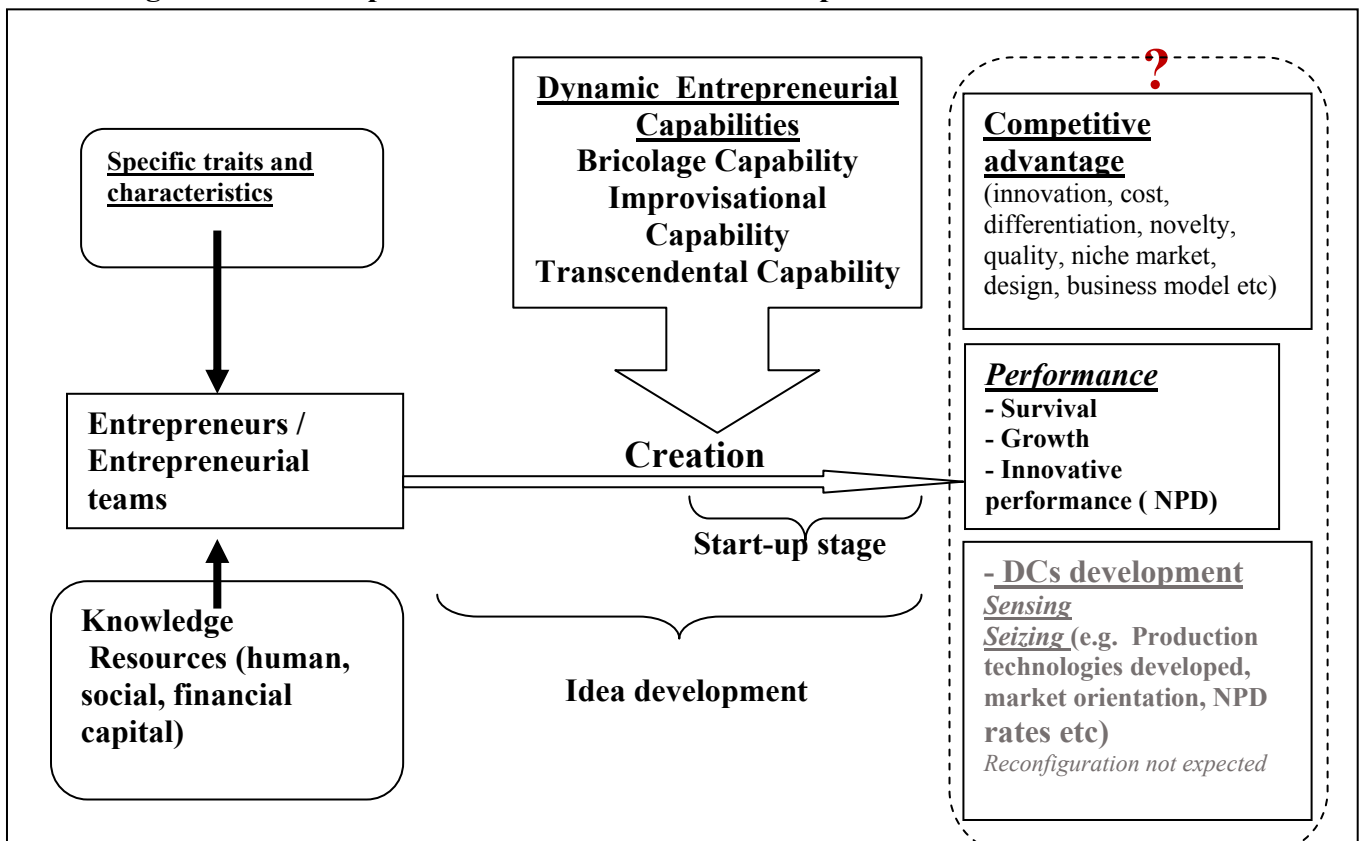 Dynamic Entrepreneurial
Capabilities
Bricolage Capability
Improvisational
Capability
Transcendental Capability
?
Competitive
advantage
(innovation, cost,
differentiation, novelty,
quality, niche market,
design, business model etc)
Specific traits and
characteristics
Entrepreneurs /
Entrepreneurial
teams
Creation
Start-up stage
Performance
- Survival
- Growth
- Innovative
performance ( NPD)
Knowledge
Resources (human,
social, financial
capital)
Idea development
- DCs development
Sensing
Seizing (e.g. Production
technologies developed,
market orientation, NPD
rates etc)
Reconfiguration not expected